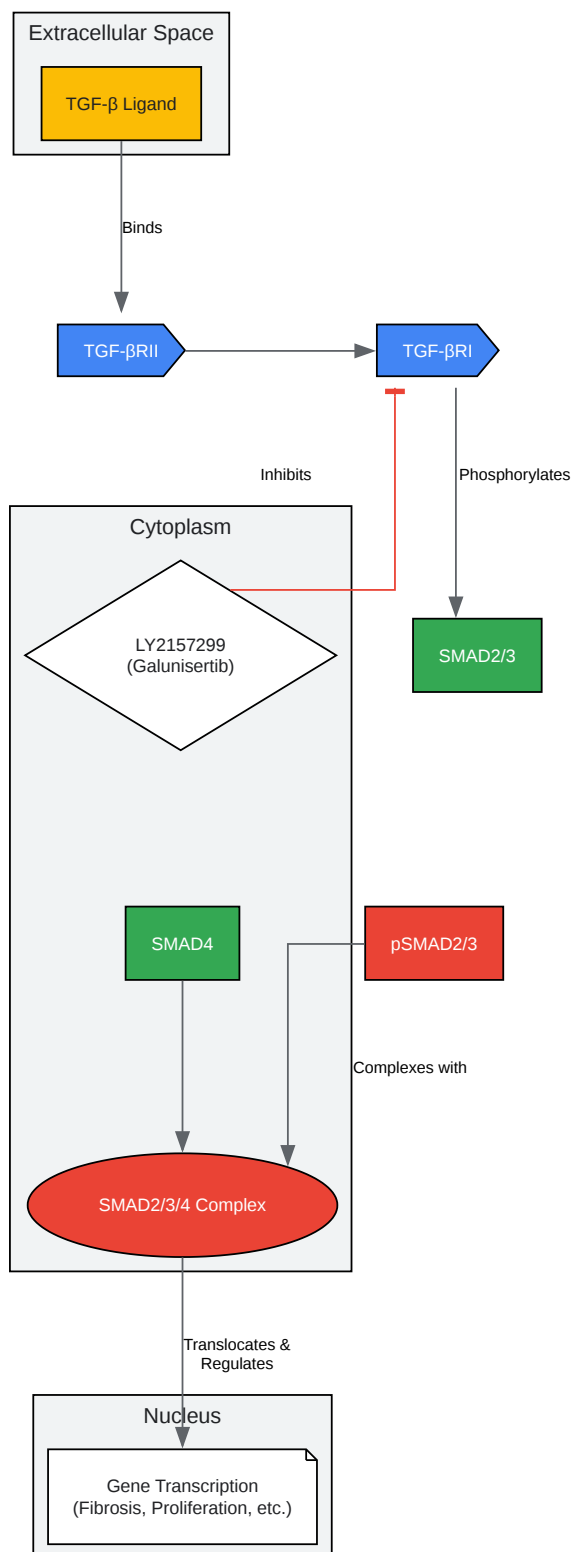 Extracellular Space
TGF-β Ligand
Binds
TGF-βRII
TGF-βRI
Inhibits
Phosphorylates
Cytoplasm
LY2157299
(Galunisertib)
SMAD2/3
SMAD4
pSMAD2/3
Complexes with
SMAD2/3/4 Complex
Translocates &
Regulates
Nucleus
Gene Transcription
(Fibrosis, Proliferation, etc.)